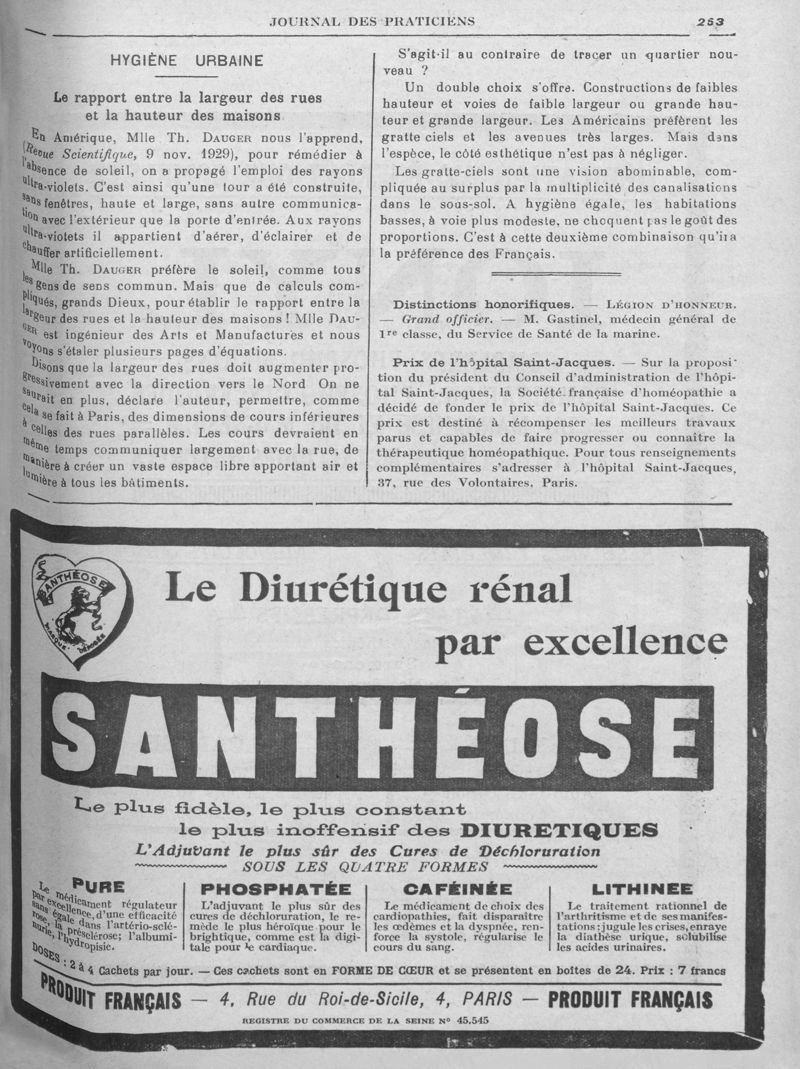 JOURNAL DES PRATICIENS
253
HYGIÈNE URBAINE
Le rapport entre la largeur des rues
et la hauteur des maisons
En Amérique, Mlle Th. DAUGER nous l'apprend,
(Revue Scientifique, 9 nov. 1929), pour rémédier à
l'absence de soleil, on a propagé l'emploi des rayons
ultra-violets. C'est ainsi qu'une tour a été construite,
sans fenêtres, haute et large, sans autre communica-
tion avec l'extérieur que la porte d'entrée. Aux rayons
ultra-violets il appartient d'aérer, d'éclairer et de
chauffer artificiellement.
Mlle Th. DAUGER préfère le soleil, comme tous
les gens de sens commun. Mais que de calculs com-
pliqués, grands Dieux, pour établir le rapport entre la
largeur des rues et la hauteur des maisons ! Mlle DAU-
GER est ingénieur des Arts et Manufactures et nous
voyons s'étaler plusieurs pages d'équations.
Disons que la largeur des rues doit augmenter pro-
gressivement avec la direction vers le Nord On ne
saurait en plus, déclare l'auteur, permettre, comme
cela se fait à Paris, des dimensions de cours inférieures
à celles des rues parallèles. Les cours devraient en
même temps communiquer largement avec la rue, de
manière à créer un vaste espace libre apportant air et
lumière à tous les bâtiments.
S'agit-il au contraire de tracer un quartier nou-
veau ?
Un double choix s'offre. Constructions de faibles
hauteur et voies de faible largeur ou grande hau-
teur et grande largeur. Les Américains préfèrent les
gratte ciels et les avenues très larges. Mais dans
l'espèce, le côté esthétique n'est pas à négliger.
Les gratte-ciels sont une vision abominable, com-
pliquée au surplus par la multiplicité des canalisations
dans le sous-sol. A hygiène égale, les habitations
basses, à voie plus modeste, ne choquent pas le goût des
proportions. C'est à cette deuxième combinaison qu'ira
la préférence des Français.
Distinctions honorifiques. — LÉGION D'HONNEUR.
— Grand officier. — M. Gastinel, médecin général de
1re classe, du Service de Santé de la marine.
Prix de l'hôpital Saint-Jacques. — Sur la proposi-
tion du président du Conseil d'administration de l'hôpi-
tal Saint-Jacques, la Société française d'homéopathie a
décidé de fonder le prix de l'hôpital Saint-Jacques. Ce
prix est destiné à récompenser les meilleurs travaux
parus et capables de faire progresser ou connaître la
thérapeutique homéopathique. Pour tous renseignements
complémentaires s'adresser à l'hôpital Saint-Jacques,
37, rue des Volontaires, Paris.
SANTHÉOSE
MARQUE DÉPOSÉE
Le Diurétique rénal
par excellence
SANTHÉOSE
Le plus fidèle, le plus constant
le plus inoffensif des DIURETIQUES
L'Adjuvant le plus sûr des Cures de Déchloruration
SOUS LES QUATRE FORMES
PURE
Le médicament régulateur
par excellence, d'une efficacité
sans égale dans l'artério-sclé-
rose, la présclérose; l'albumi-
nurie, l'hydropisie.
PHOSPHATÉE
L'adjuvant le plus sûr des
cures de déchloruration, le re-
mède le plus héroïque pour le
brightique, comme est la digi-
tale pour le cardiaque.
CAFÉINÉE
Le médicament de choix des
cardiopathies, fait disparaître
les œdèmes et la dyspnée, ren-
force la systole, régularise le
cours du sang.
LITHINÉE
Le traitement rationnel de
l'arthritisme et de ses manifes-
tations ; jugule les crises, enraye
la diathèse urique, solubilise
les acides urinaires.
DOSES : 2 à 4 Cachets par jour. — Ces cachets sont en FORME DE CŒUR et se présentent en boîtes de 24. Prix : 7 francs
PRODUIT FRANÇAIS — 4, Rue du Roi-de-Sicile, 4, PARIS — PRODUIT FRANÇAIS
REGISTRE DU COMMERCE DE LA SEINE N° 45.545